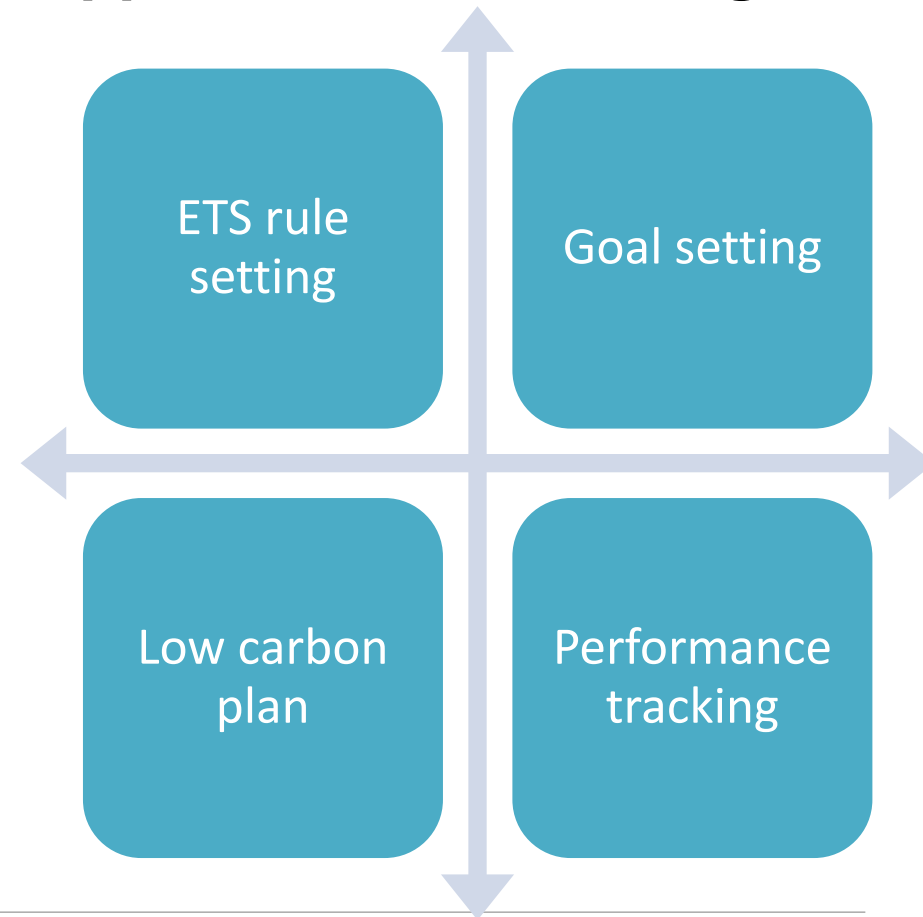 ETS rule
setting
Goal setting
Low carbon
plan
Performance
tracking